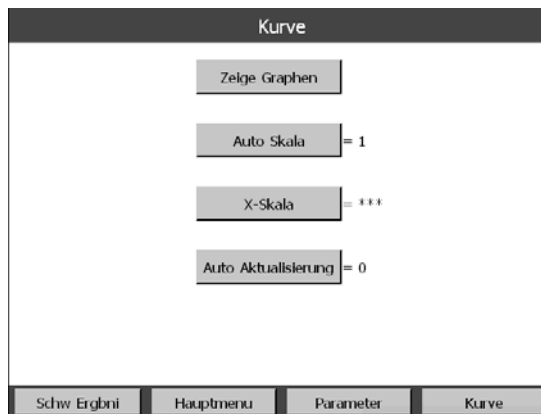 Kurve
Zeige Graphen
Auto Skala = 1
X-Skala = ***
Auto Aktualisierung = 0
Schw Ergbni Hauptmenu Parameter Kurve